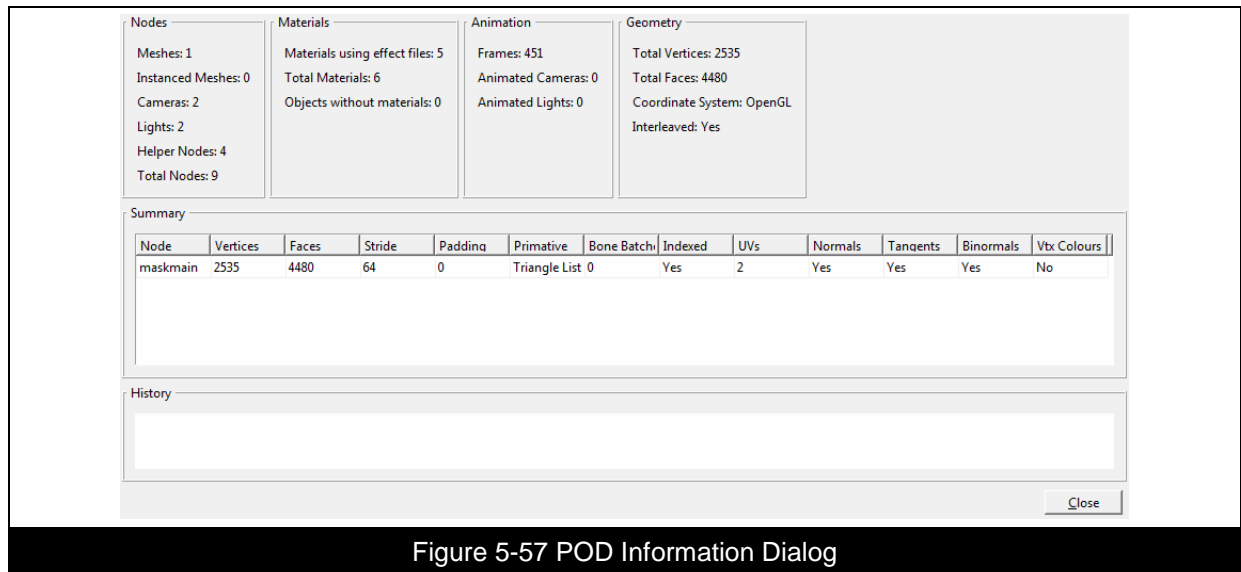 Nodes
Meshes: 1
Instanced Meshes: 0
Cameras: 2
Lights: 2
Helper Nodes: 4
Total Nodes: 9
Materials
Materials using effect files: 5
Total Materials: 6
Objects without materials: 0
Animation
Frames: 451
Animated Cameras: 0
Animated Lights: 0
Geometry
Total Vertices: 2535
Total Faces: 4480
Coordinate System: OpenGL
Interleaved: Yes
Summary
Node Vertices Faces Stride Padding Primative Bone Batch Indexed UVs Normals Tangents Binormals Vtx Colours
maskmain 2535 4480 64 0 Triangle List 0 Yes 2 Yes Yes Yes No
History
Close
Figure 5-57 POD Information Dialog